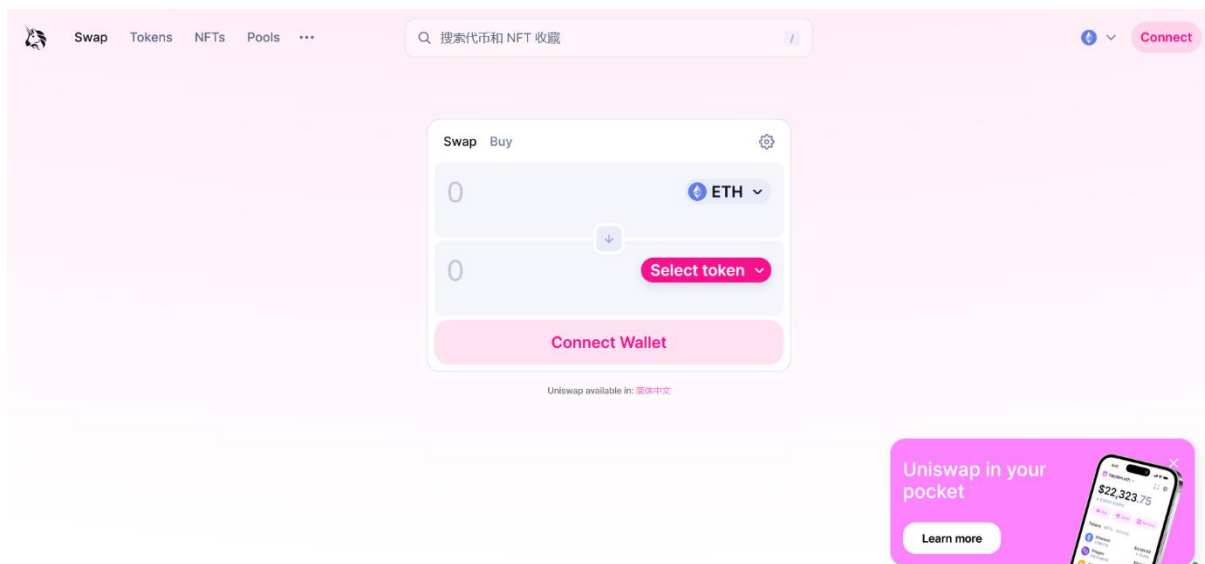 Swap Tokens NFTs Pools ···
搜索代币和 NFT 收藏 /
Connect
Swap Buy
0 ETH
0 Select token
Connect Wallet
Uniswap available in: 简体中文
Uniswap in your
pocket
Learn more
$22,323.75
Ethereum